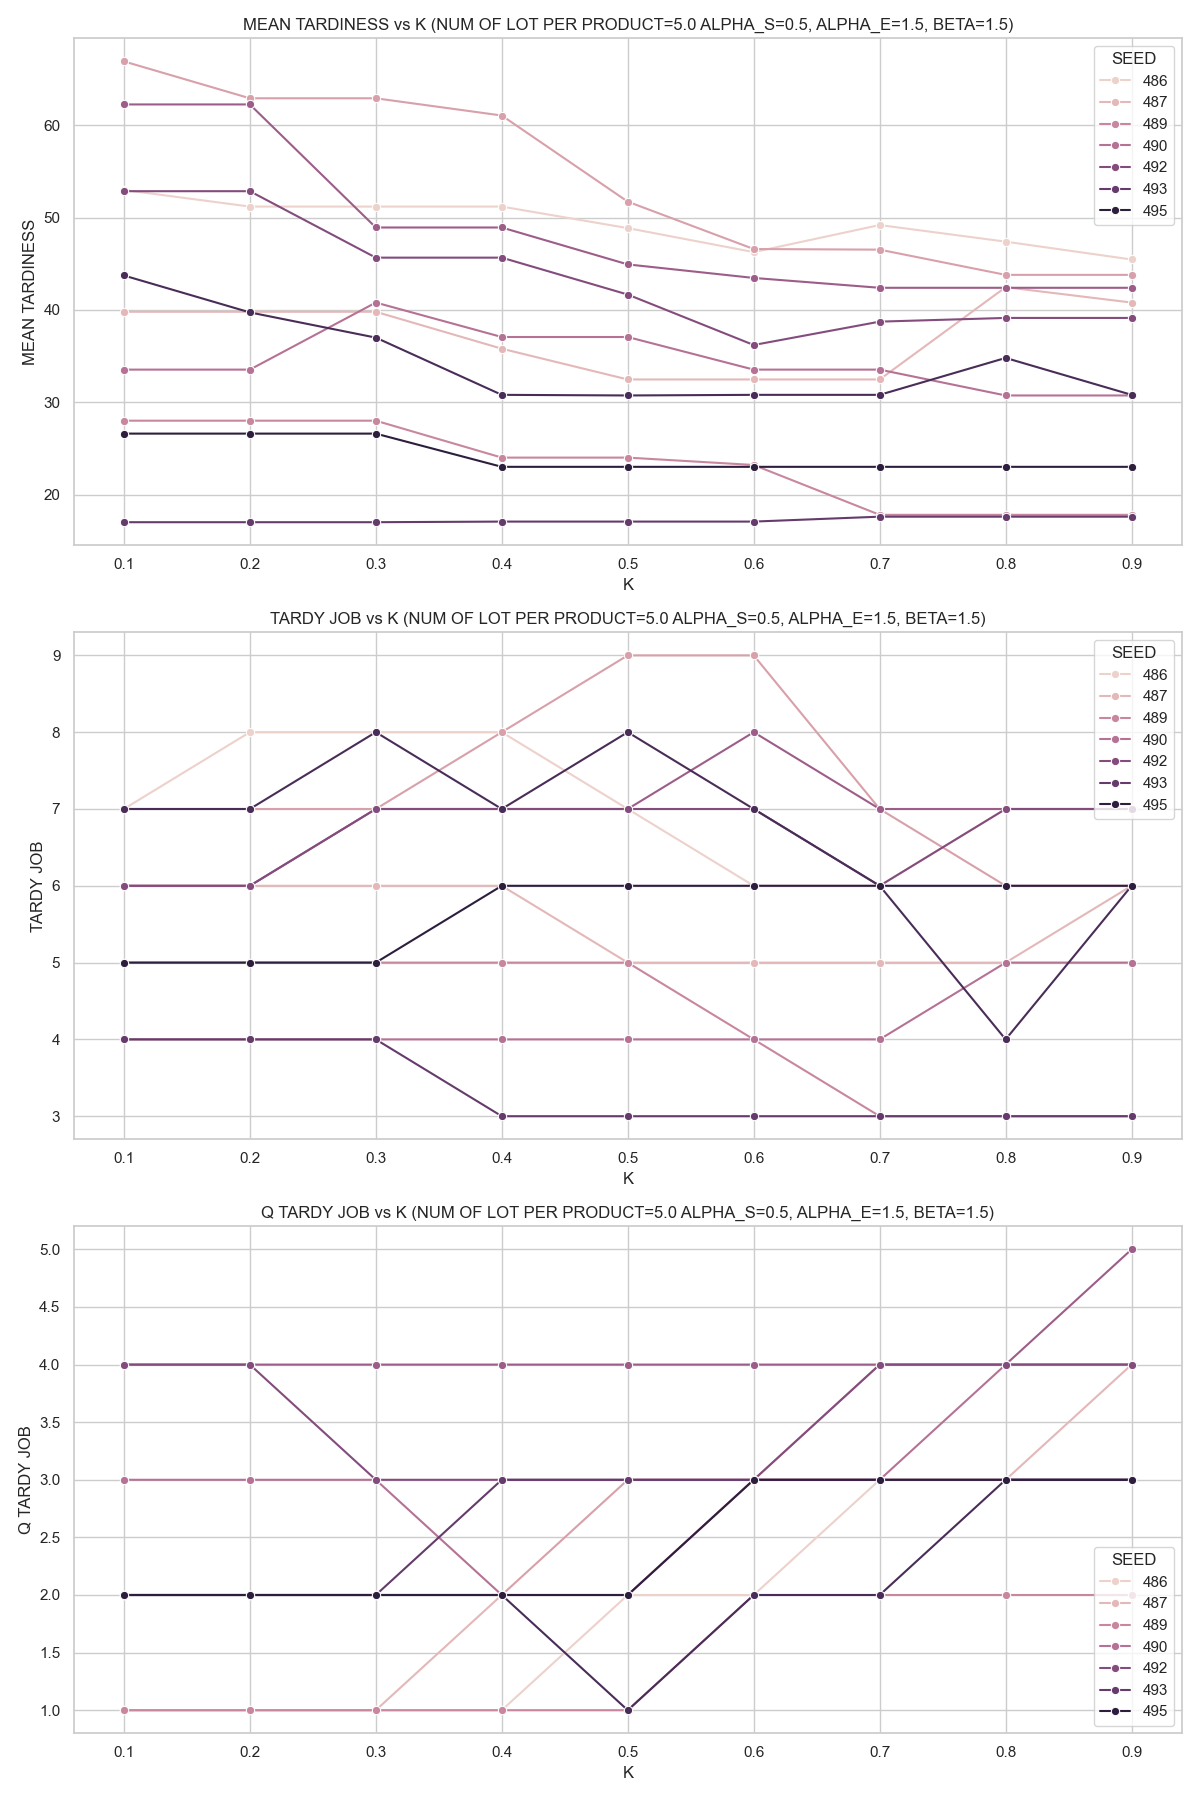 MEAN TARDINESS vs K (NUM OF LOT PER PRODUCT=5.0 ALPHA_S=0.5, ALPHA_E=1.5, BETA=1.5)
SEED
486
487
489
490
492
493
495
MEAN TARDINESS
60
50
40
30
20
0.1 0.2 0.3 0.4 0.5 0.6 0.7 0.8 0.9
K
TARDY JOB vs K (NUM OF LOT PER PRODUCT=5.0 ALPHA_S=0.5, ALPHA_E=1.5, BETA=1.5)
SEED
486
487
489
490
492
493
495
TARDY JOB
9
8
7
6
5
4
3
0.1 0.2 0.3 0.4 0.5 0.6 0.7 0.8 0.9
K
Q TARDY JOB vs K (NUM OF LOT PER PRODUCT=5.0 ALPHA_S=0.5, ALPHA_E=1.5, BETA=1.5)
Q TARDY JOB
5.0
4.5
4.0
3.5
3.0
2.5
2.0
1.5
1.0
SEED
486
487
489
490
492
493
495
0.1 0.2 0.3 0.4 0.5 0.6 0.7 0.8 0.9
K